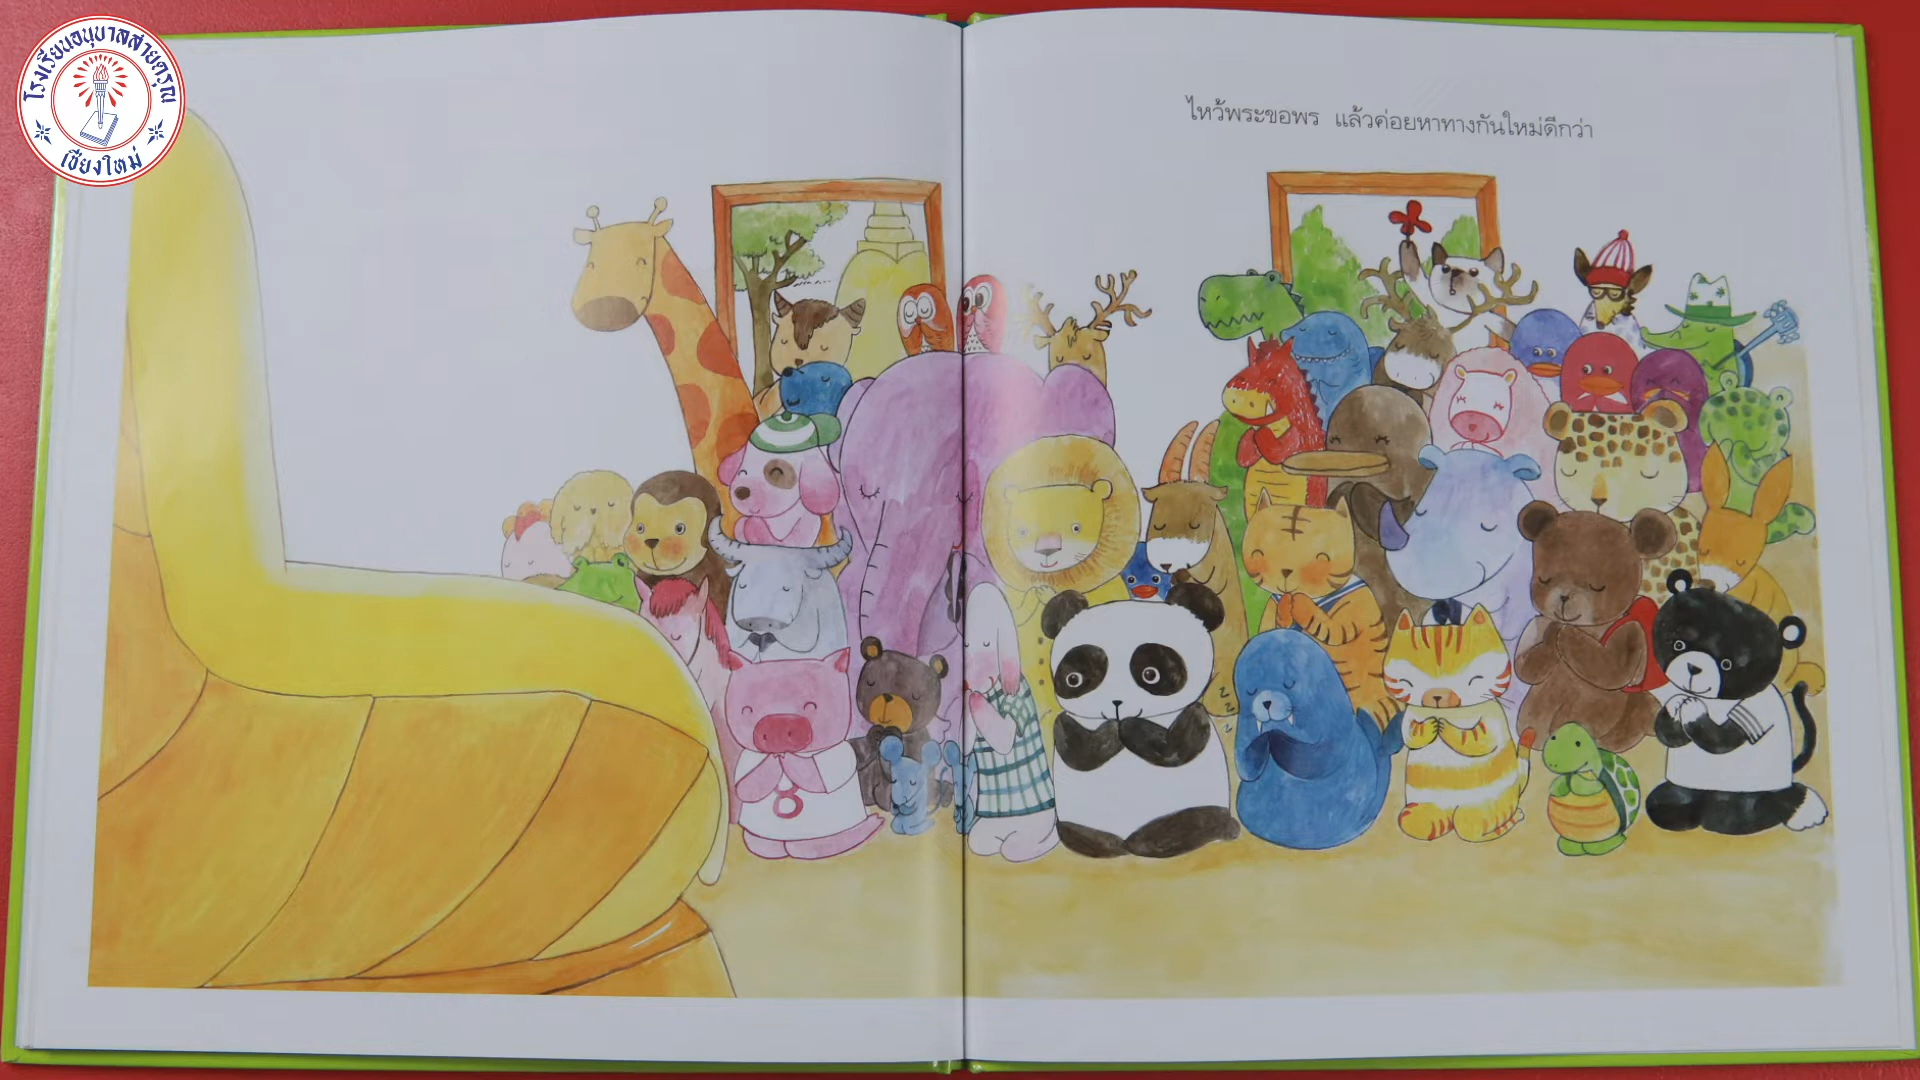 โรงเรียนอนุบาลสายอรุณ
เชียงใหม่
ไหว้พระขอพร แล้วค่อยหาทางกันใหม่ดีกว่า